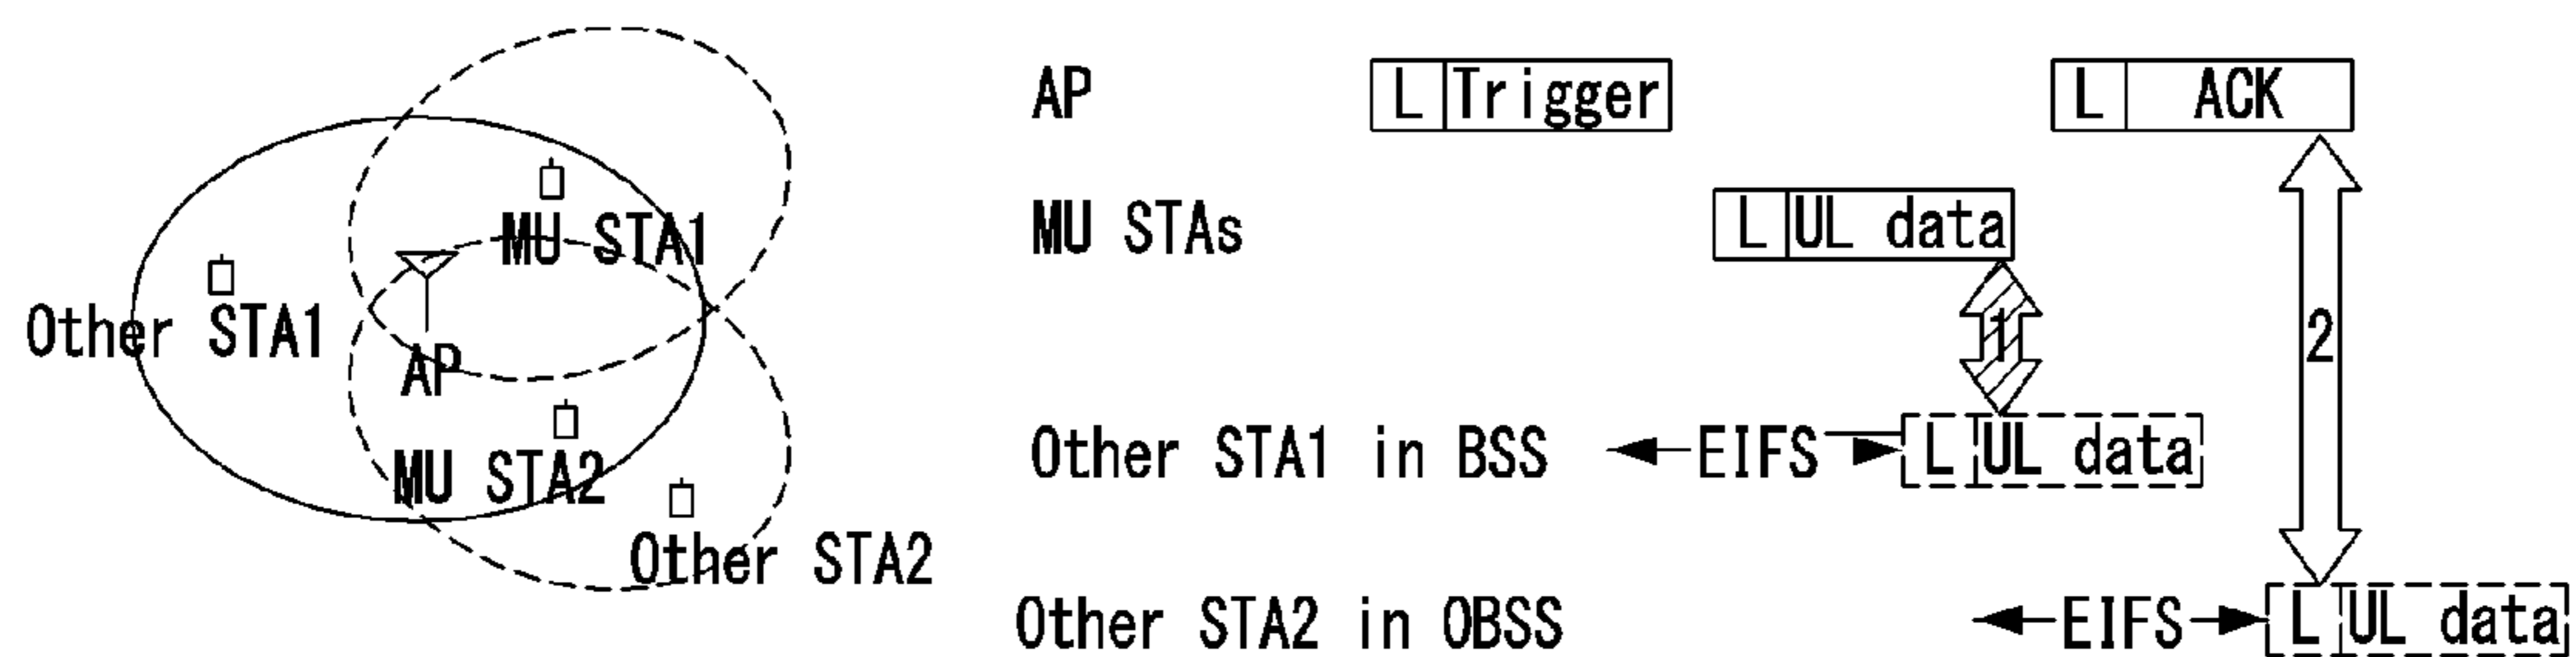 MU STA1
Other STA1
AP
MU STA2
Other STA2
AP L Trigger L ACK
MU STAs L UL data
1
2
Other STA1 in BSS EIFS L UL data
Other STA2 in OBSS EIFS L UL data